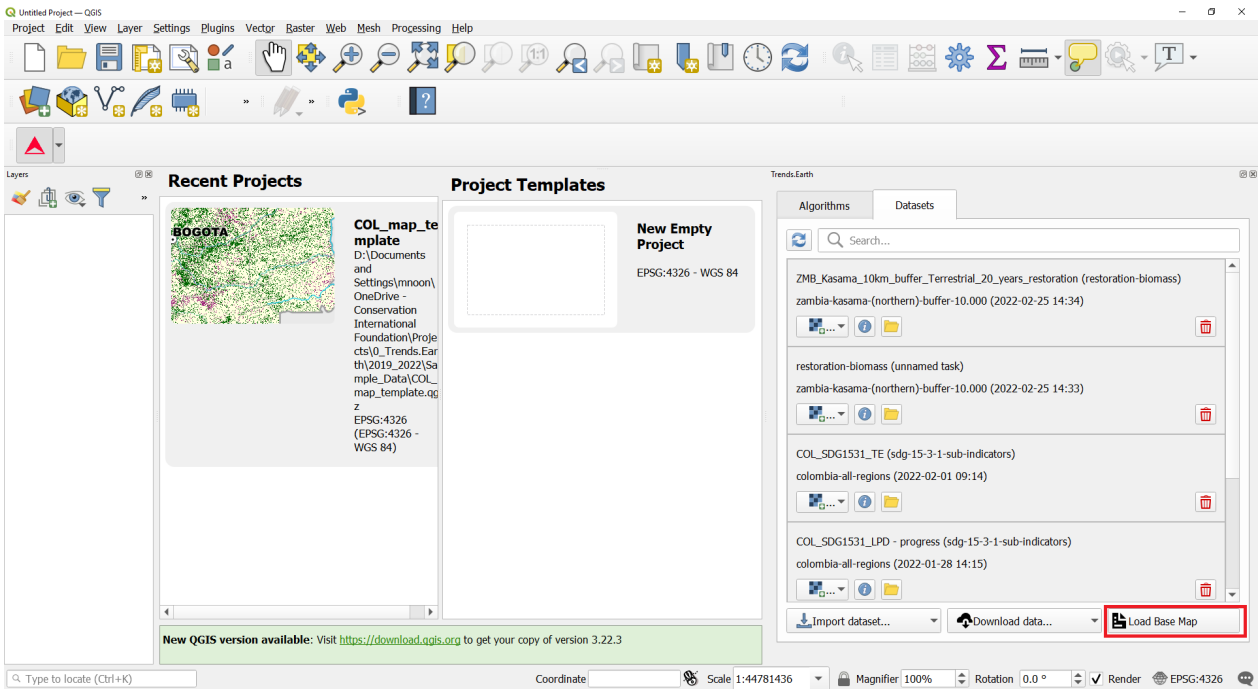 Untitled Project — QGIS
Project Edit View Layer Settings Plugins Vector Raster Web Mesh Processing Help
a
1:1
T
»
»
?
Layers
»
Recent Projects
BOGOTA
COL_map_te
mplate
D:\Documents
and
Settings\mnoon\
OneDrive -
Conservation
International
Foundation\Proje
cts\0_Trends.Ear
th\2019_2022\Sa
mple_Data\COL_
map_template.qg
z
EPSG:4326
(EPSG:4326 -
WGS 84)
Project Templates
New Empty
Project
EPSG:4326 - WGS 84
New QGIS version available: Visit https://download.qgis.org to get your copy of version 3.22.3
Trends.Earth
Algorithms Datasets
Search...
ZMB_Kasama_10km_buffer_Terrestrial_20_years_restoration (restoration-biomass)
zambia-kasama-(northern)-buffer-10.000 (2022-02-25 14:34)
...
restoration-biomass (unnamed task)
zambia-kasama-(northern)-buffer-10.000 (2022-02-25 14:33)
...
COL_SDG1531_TE (sdg-15-3-1-sub-indicators)
colombia-all-regions (2022-02-01 09:14)
...
COL_SDG1531_LPD - progress (sdg-15-3-1-sub-indicators)
colombia-all-regions (2022-01-28 14:15)
...
Import dataset... Download data... Load Base Map
Type to locate (Ctrl+K) Coordinate Scale 1:44781436 Magnifier 100% Rotation 0.0 ° Render EPSG:4326